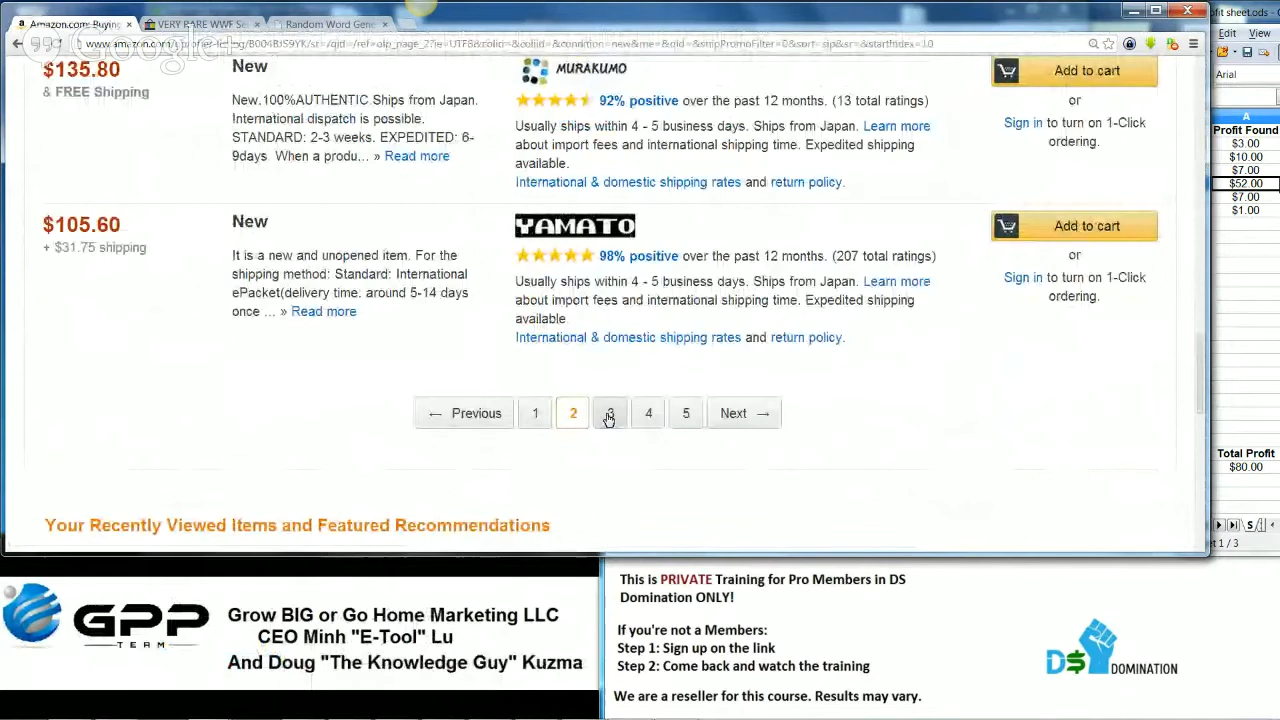 Amazon.com: Buying
VERY RARE WWF Se
Random Word Gene
fit sheet.ods - O
Google+
Edit View
$135.80
& FREE Shipping
New
New.100%AUTHENTIC Ships from Japan.
International dispatch is possible.
STANDARD: 2-3 weeks. EXPEDITED: 6-
9days When a produ... » Read more
MURAKUMO
92% positive over the past 12 months. (13 total ratings)
Usually ships within 4 - 5 business days. Ships from Japan. Learn more
about import fees and international shipping time. Expedited shipping
available.
International & domestic shipping rates and return policy.
Add to cart
or
Sign in to turn on 1-Click
ordering.
$105.60
+ $31.75 shipping
New
It is a new and unopened item. For the
shipping method: Standard: International
ePacket(delivery time. around 5-14 days
once ... » Read more
YAMATO
98% positive over the past 12 months. (207 total ratings)
Usually ships within 4 - 5 business days. Ships from Japan. Learn more
about import fees and international shipping time. Expedited shipping
available
International & domestic shipping rates and return policy.
Add to cart
or
Sign in to turn on 1-Click
ordering.
← Previous 1 2 3 4 5 Next →
Your Recently Viewed Items and Featured Recommendations
Arial
A
Profit Found
$3.00
$10.00
$7.00
$52.00
$7.00
$1.00
Total Profit
$80.00
et 1 / 3
GPP
TEAM
Grow BIG or Go Home Marketing LLC
CEO Minh "E-Tool" Lu
And Doug "The Knowledge Guy" Kuzma
This is PRIVATE Training for Pro Members in DS
Domination ONLY!
If you're not a Members:
Step 1: Sign up on the link
Step 2: Come back and watch the training
We are a reseller for this course. Results may vary.
D$ DOMINATION